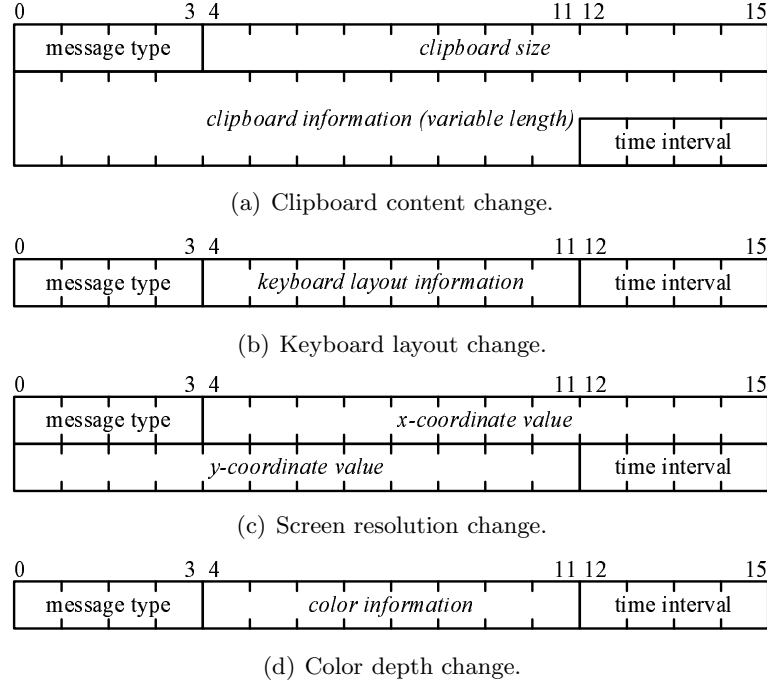 0 3 4 11 12 15
message type clipboard size
clipboard information (variable length)
time interval
(a) Clipboard content change.
0 3 4 11 12 15
message type keyboard layout information time interval
(b) Keyboard layout change.
0 3 4 11 12 15
message type x-coordinate value
y-coordinate value time interval
(c) Screen resolution change.
0 3 4 11 12 15
message type color information time interval
(d) Color depth change.